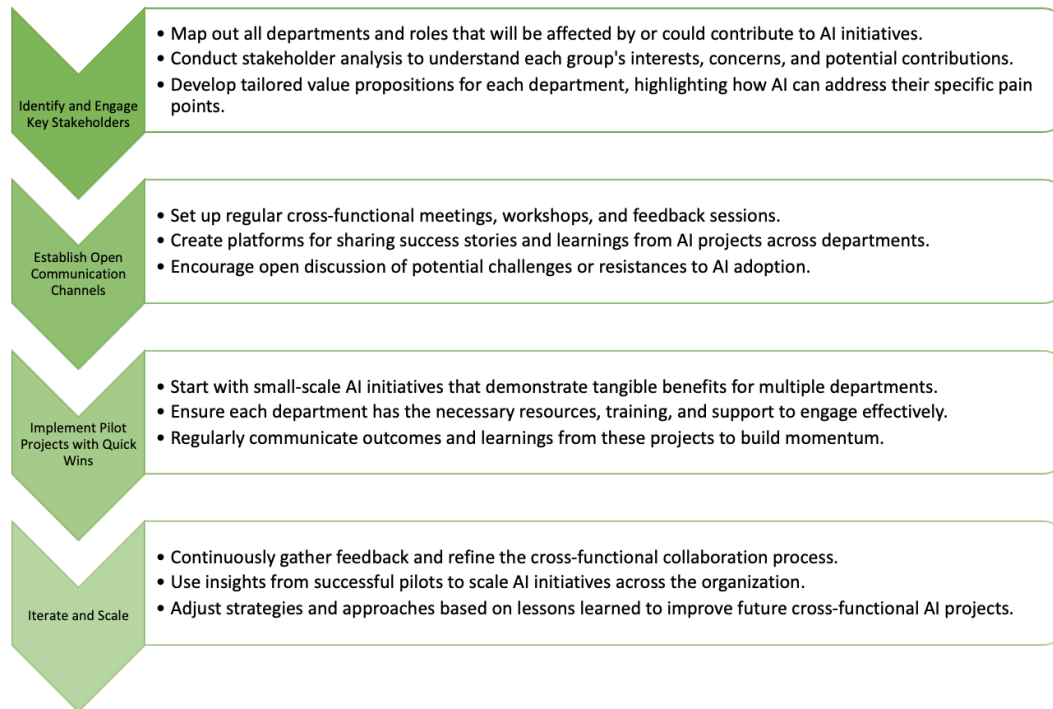 Identify and Engage
Key Stakeholders
• Map out all departments and roles that will be affected by or could contribute to AI initiatives.
• Conduct stakeholder analysis to understand each group's interests, concerns, and potential contributions.
• Develop tailored value propositions for each department, highlighting how AI can address their specific pain
points.
Establish Open
Communication
Channels
• Set up regular cross-functional meetings, workshops, and feedback sessions.
• Create platforms for sharing success stories and learnings from AI projects across departments.
• Encourage open discussion of potential challenges or resistances to AI adoption.
Implement Pilot
Projects with Quick
Wins
• Start with small-scale AI initiatives that demonstrate tangible benefits for multiple departments.
• Ensure each department has the necessary resources, training, and support to engage effectively.
• Regularly communicate outcomes and learnings from these projects to build momentum.
Iterate and Scale
• Continuously gather feedback and refine the cross-functional collaboration process.
• Use insights from successful pilots to scale AI initiatives across the organization.
• Adjust strategies and approaches based on lessons learned to improve future cross-functional AI projects.